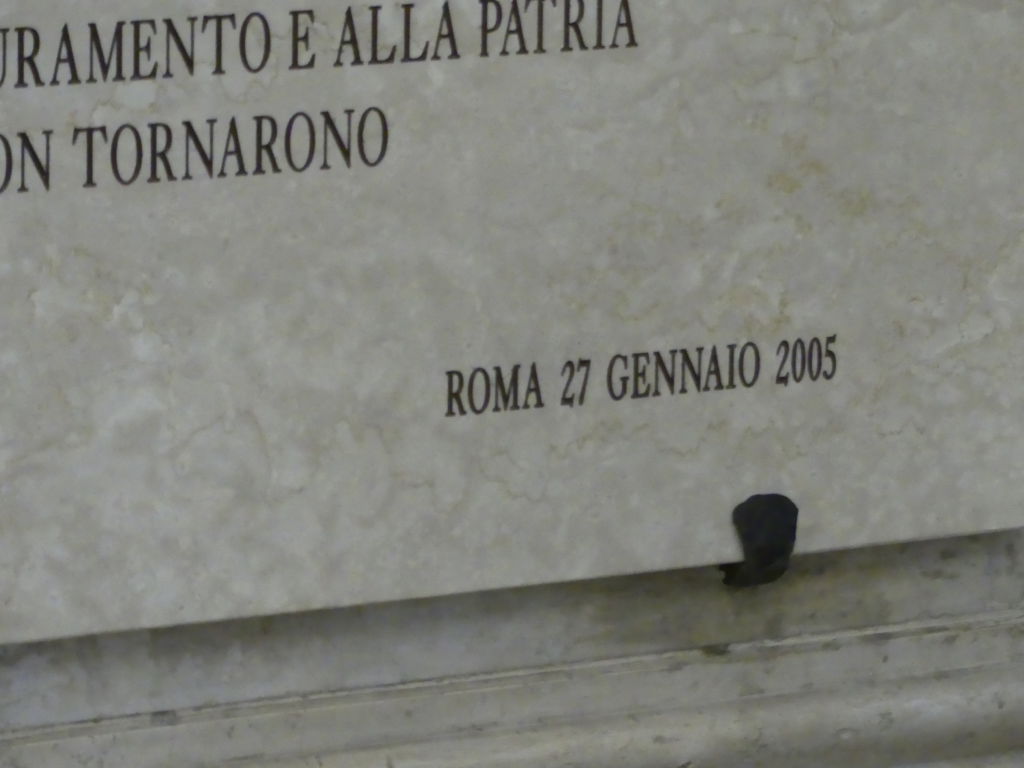 URAMENTO E ALLA PATRIA
ON TORNARONO
ROMA 27 GENNAIO 2005